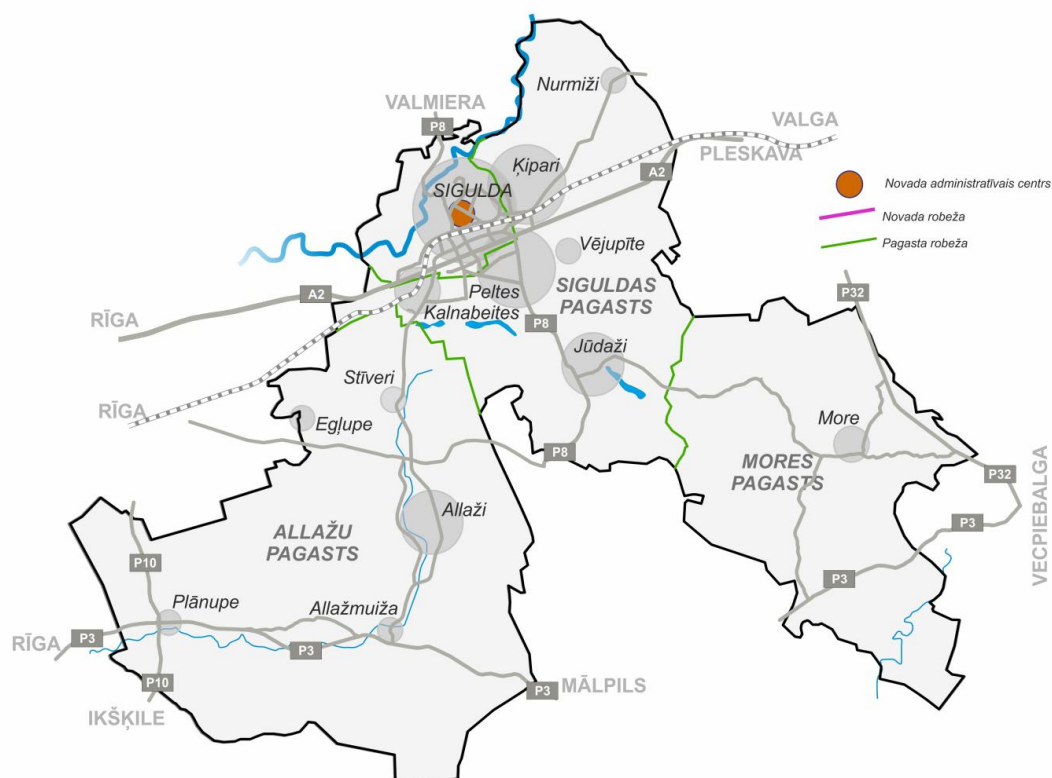 Nurmiži
VALMIERA
P8
VALGA
PLESKAVA
Ķipari
A2
SIGULDA
Novada administratīvais centrs
Novada robeža
Pagasta robeža
Vējupīte
SIGULDAS
PAGASTS
Peltes
Kalnabeites
A2
RĪGA
P8
P32
Jūdaži
Stīveri
RĪGA
Egļupe
More
P8
MORES
PAGASTS
P32
VECPIEBALGA
Allaži
P3
ALLAŽU
PAGASTS
P10
P3
Plānupe
Allažmuiža
RĪGA
P3
P3
P10
P3
MĀLPILS
IKŠĶILE